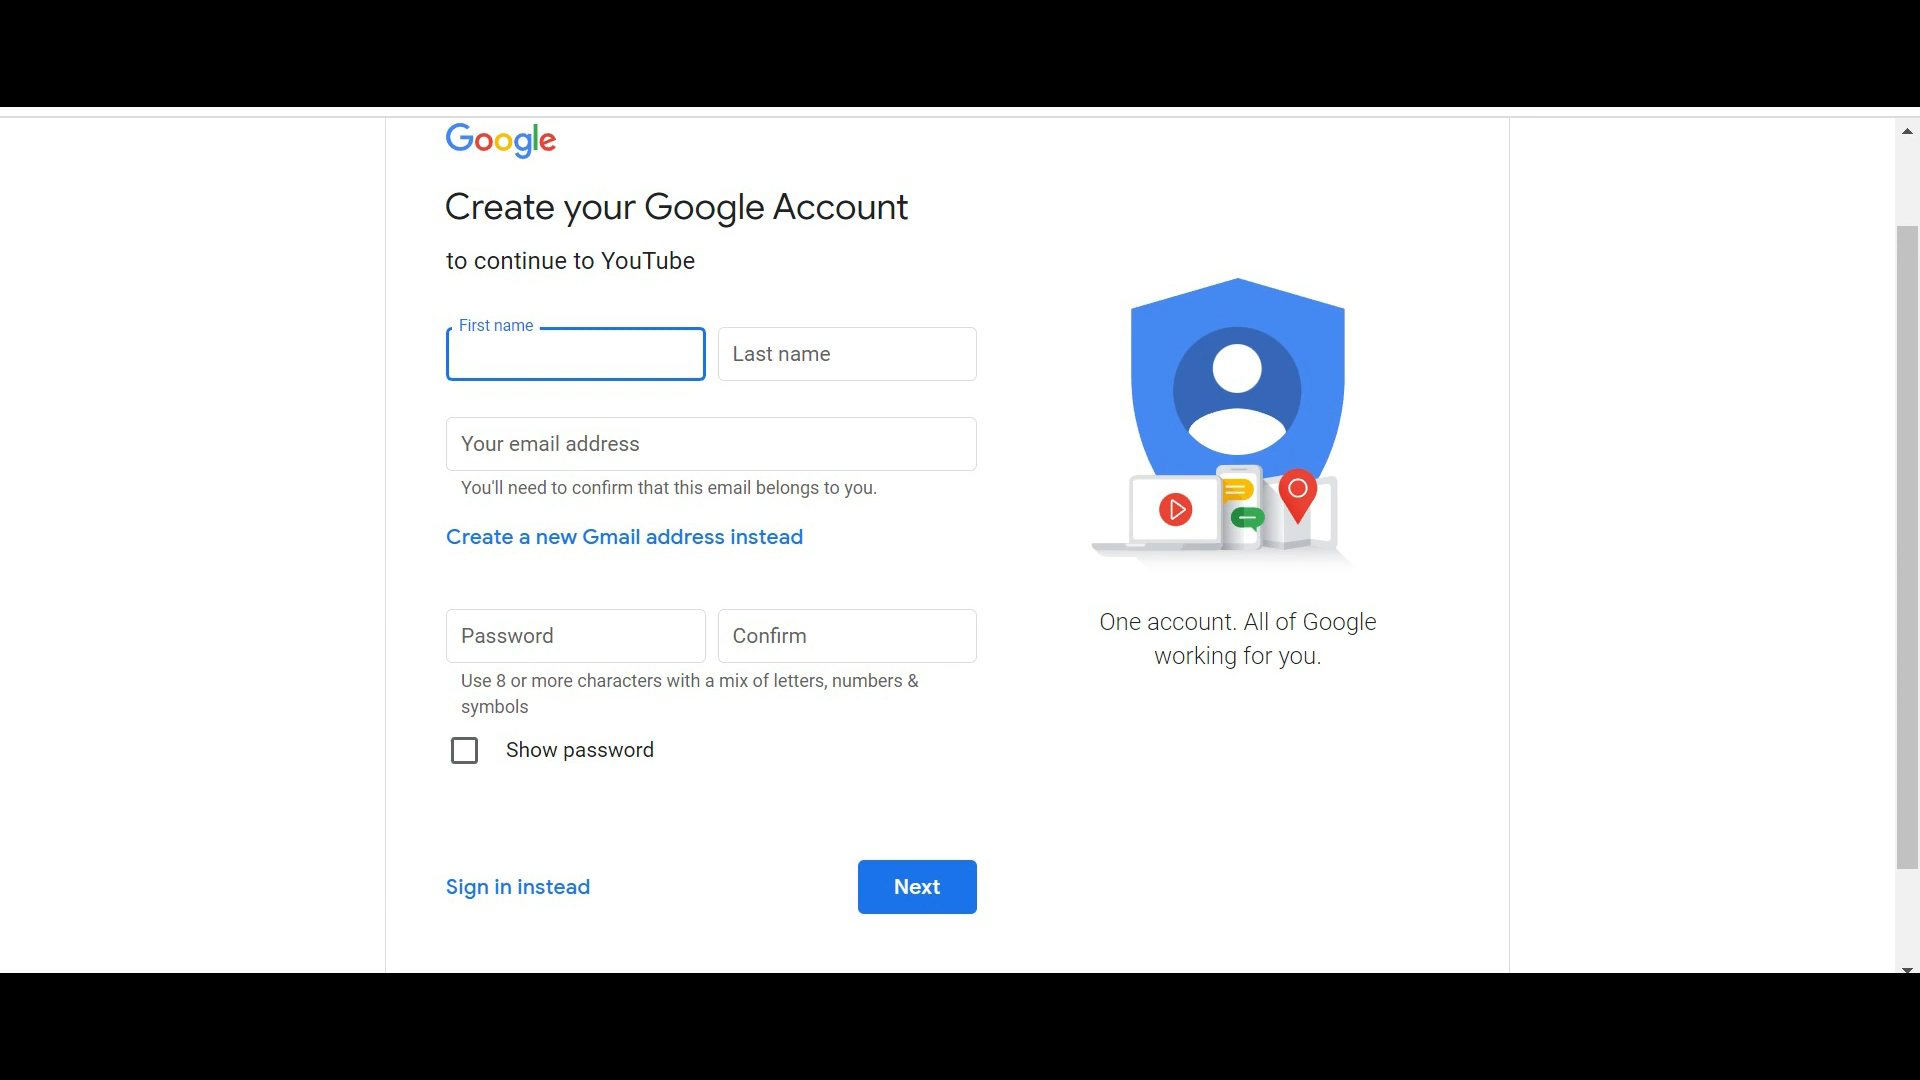 Google
Create your Google Account
to continue to YouTube
First name
Last name
Your email address
You'll need to confirm that this email belongs to you.
Create a new Gmail address instead
Password
Confirm
Use 8 or more characters with a mix of letters, numbers &
symbols
Show password
Sign in instead
Next
One account. All of Google
working for you.